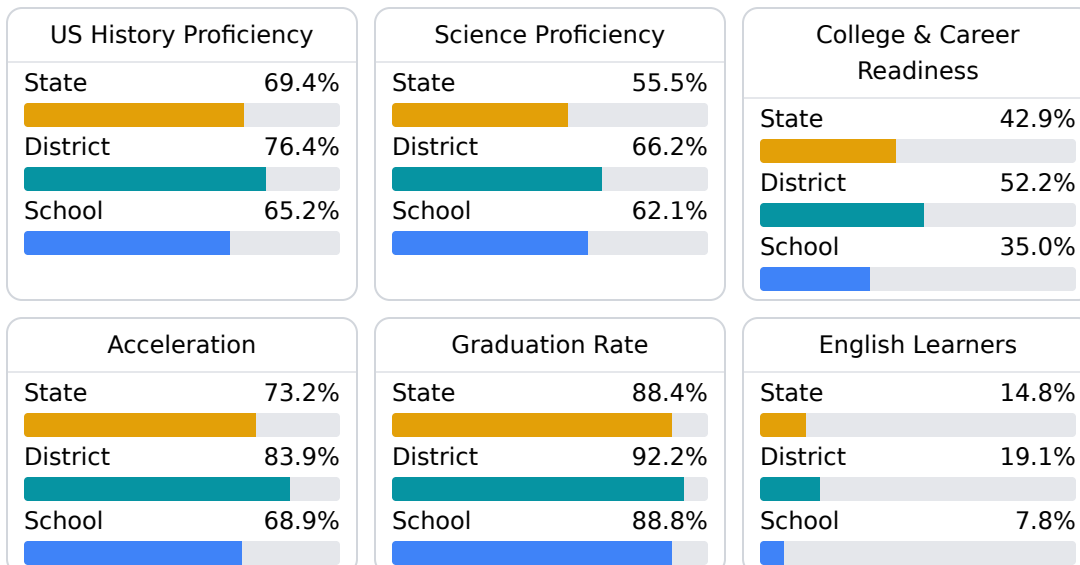 US History Proficiency
State 69.4%
District 76.4%
School 65.2%
Science Proficiency
State 55.5%
District 66.2%
School 62.1%
College & Career
Readiness
State 42.9%
District 52.2%
School 35.0%
Acceleration
State 73.2%
District 83.9%
School 68.9%
Graduation Rate
State 88.4%
District 92.2%
School 88.8%
English Learners
State 14.8%
District 19.1%
School 7.8%